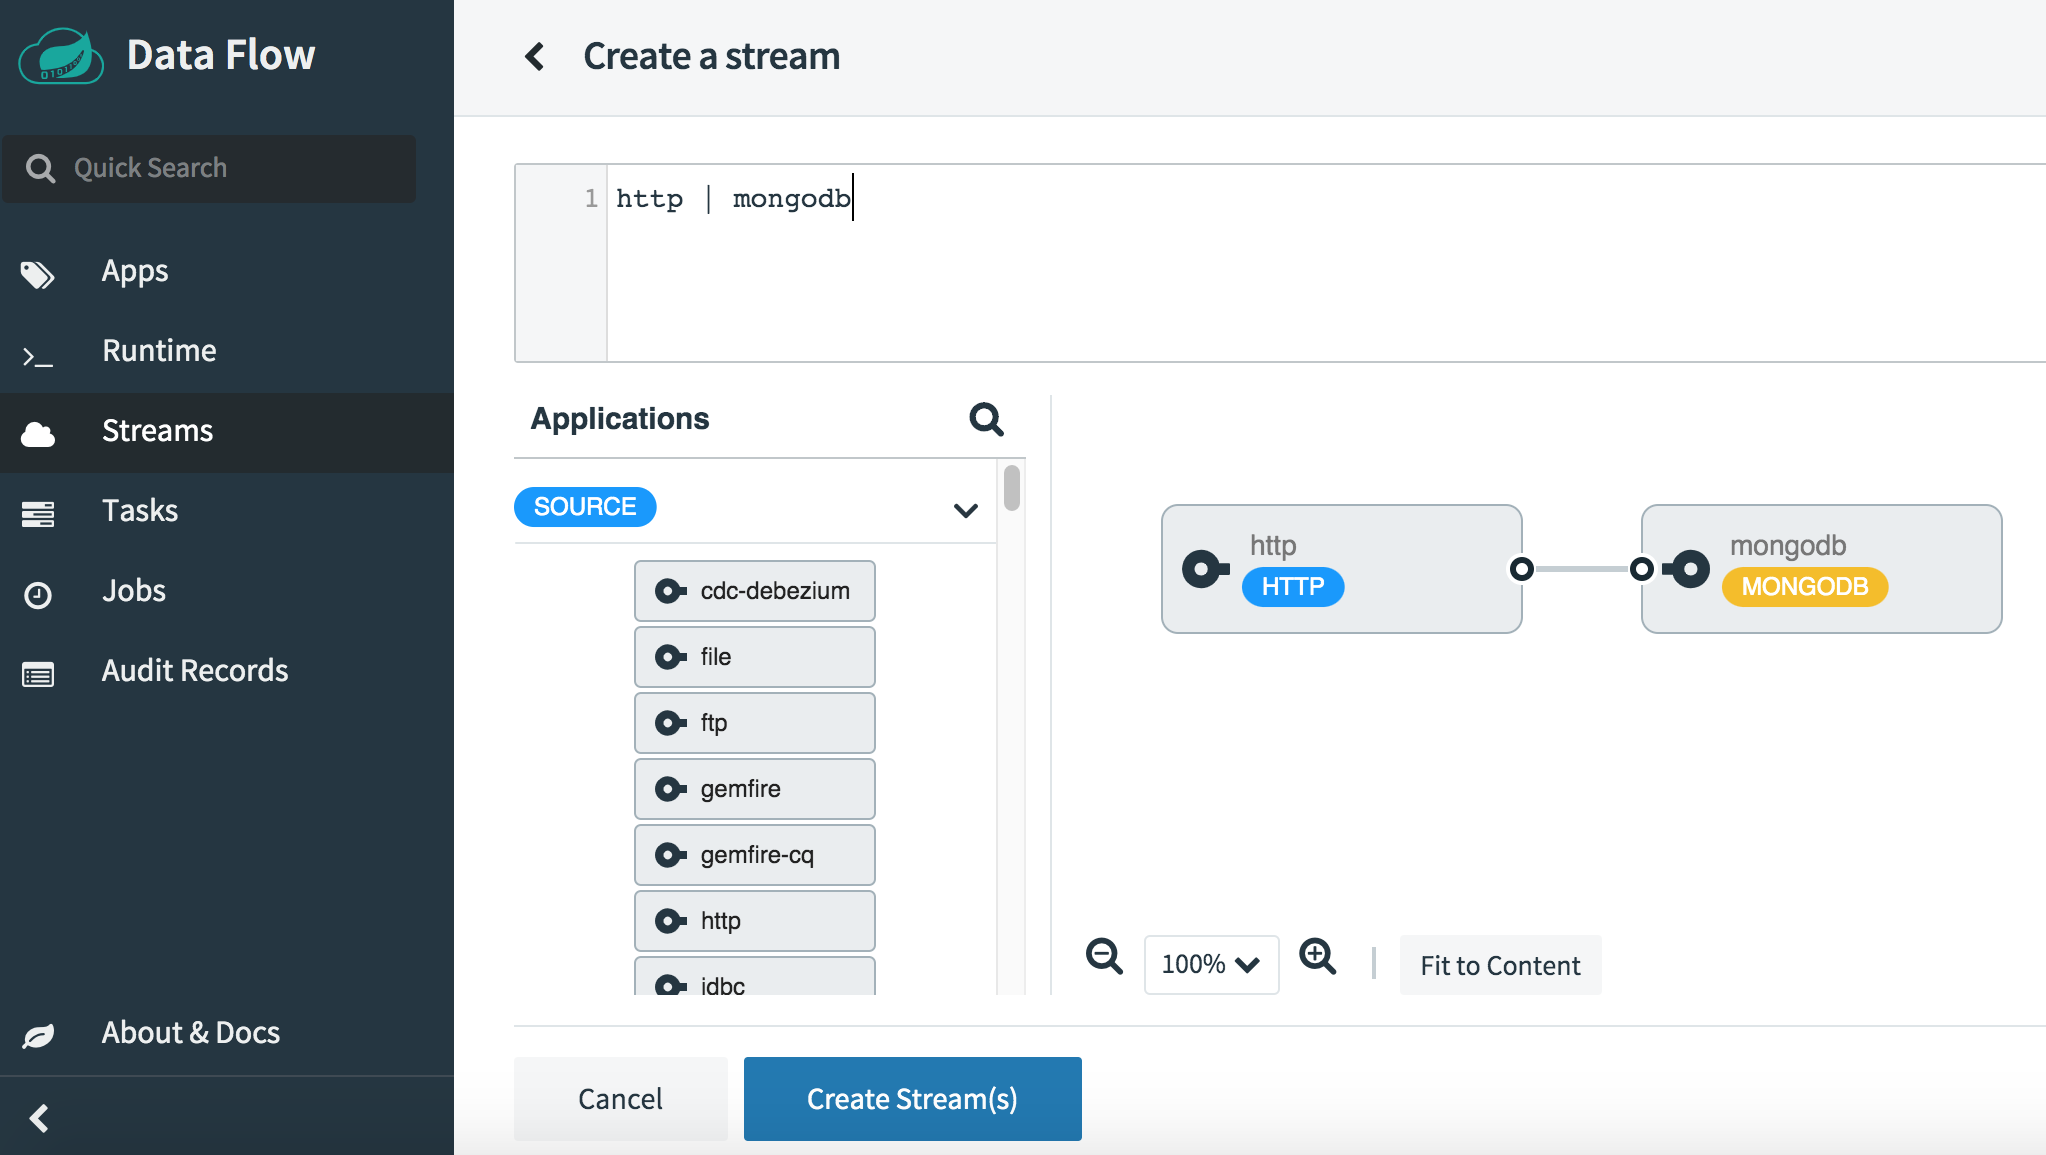 Data Flow
Quick Search
Apps
Runtime
Streams
Tasks
Jobs
Audit Records
About & Docs
Create a stream
1 http | mongodb
Applications
SOURCE
cdc-debezium
file
ftp
gemfire
gemfire-cq
http
jdbc
http
HTTP
mongodb
MONGODB
100%
Fit to Content
Cancel
Create Stream(s)